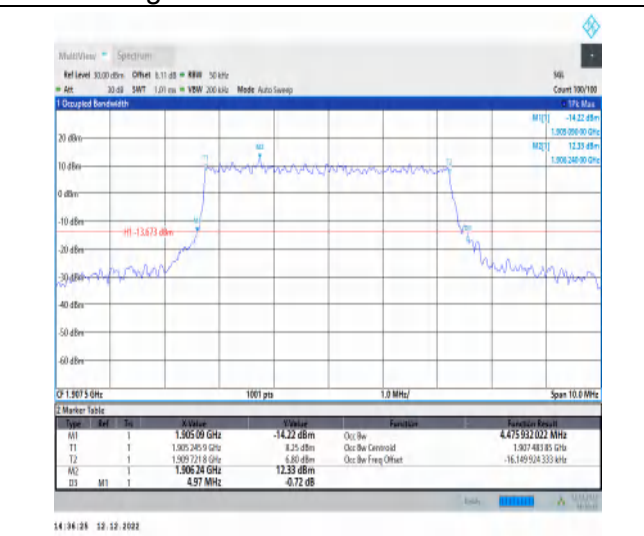 MultiView Spectrum
Ref Level 30.00 dBm Offset 8.11 dB RBW 50 kHz SGL
Att 30 dB SWT 1.01 ms VBW 200 kHz Mode Auto Sweep Count 100/100
1 Occupied Bandwidth 1Pk Max
M1[1] -14.22 dBm
1.905 090 00 GHz
20 dBm
M2[1] 12.33 dBm
1.906 240 00 GHz
M2
T1 T2
10 dBm
0 dBm
-10 dBm
H1 -13.673 dBm
-20 dBm
-30 dBm
-40 dBm
-50 dBm
-60 dBm
CF 1.907 5 GHz 1001 pts 1.0 MHz/ Span 10.0 MHz
2 Marker Table
Type Ref Trc X-Value Y-Value Function Function Result
M1 1 1.905 09 GHz -14.22 dBm Occ Bw 4.475 932 022 MHz
T1 1 1.905 245 9 GHz 8.25 dBm Occ Bw Centroid 1.907 483 85 GHz
T2 1 1.909 721 8 GHz 6.80 dBm Occ Bw Freq Offset -16.149 924 333 kHz
M2 1 1.906 24 GHz 12.33 dBm
D3 M1 1 4.97 MHz -0.72 dB
14:36:25 12.12.2022